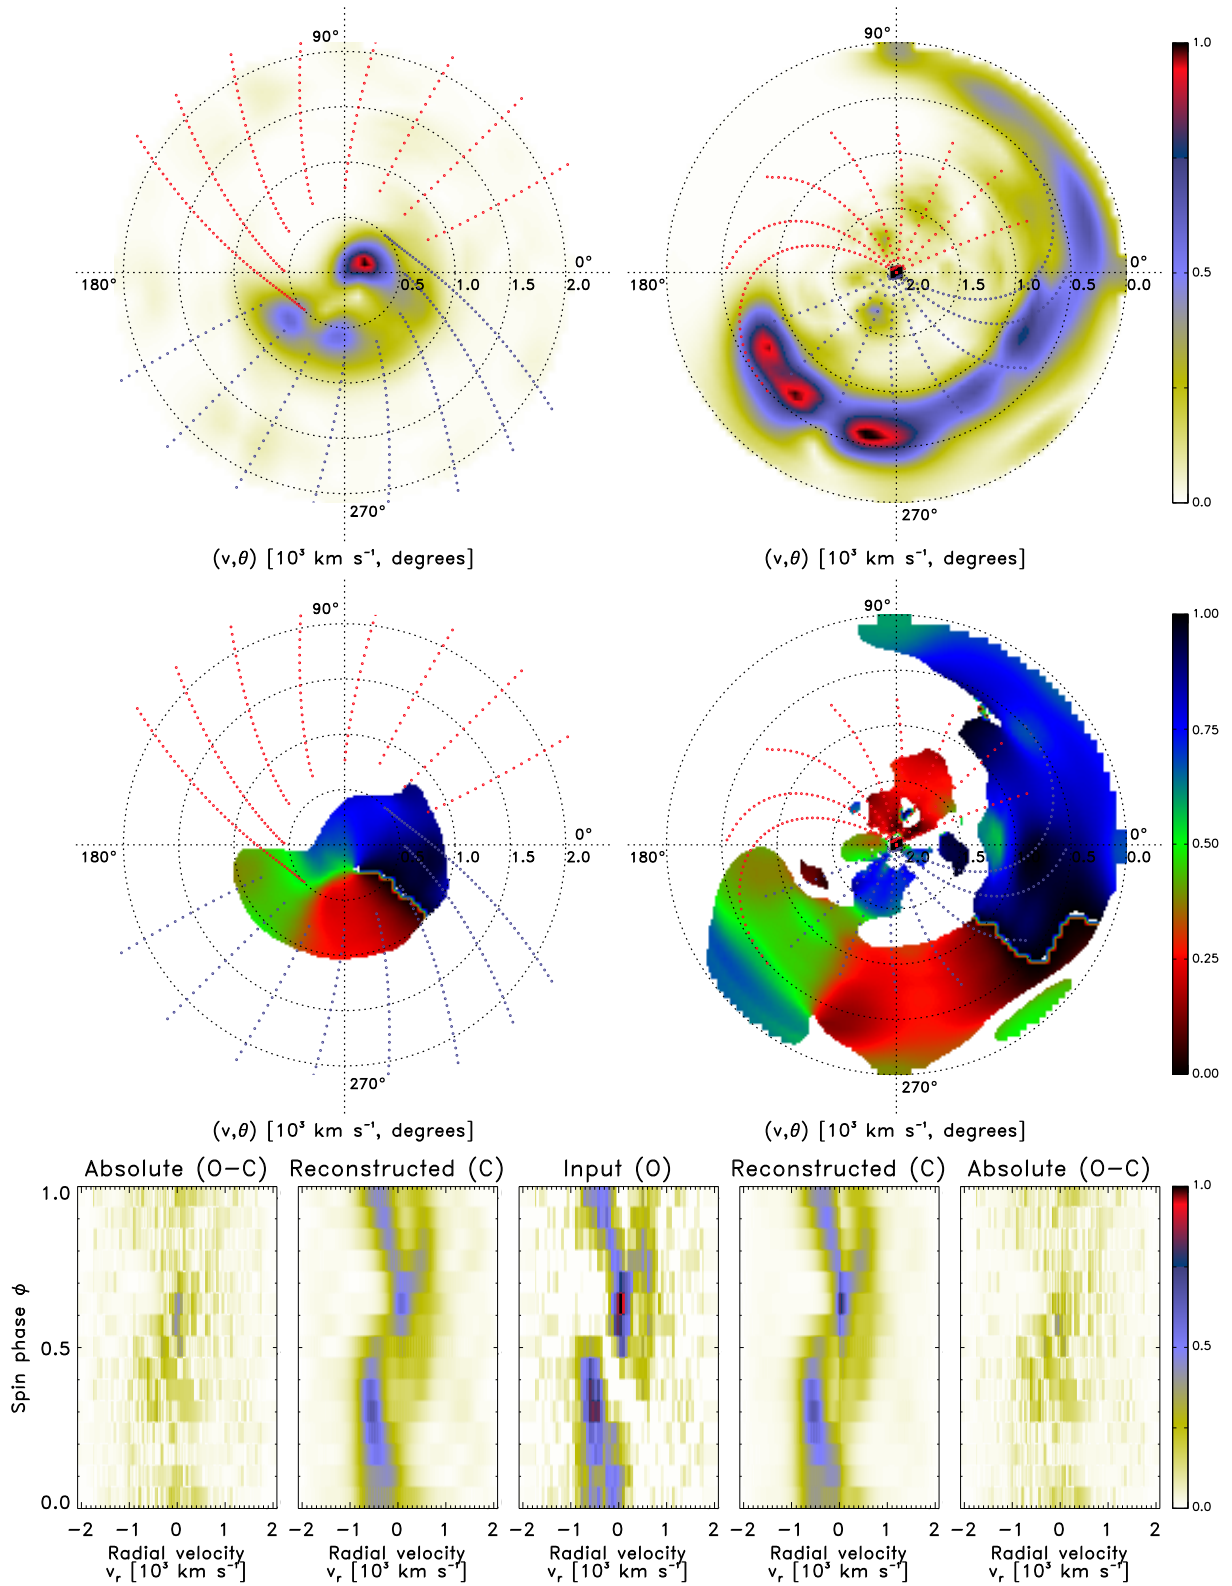 90° 90° 1.0
0° 0°
180° 0.5 1.0 1.5 2.0 180° 2.0 1.5 1.0 0.5 0.0 0.5
270° 270° 0.0
(v,θ) [10³ km s⁻¹, degrees] (v,θ) [10³ km s⁻¹, degrees]
90° 90° 1.00
0.75
0° 0°
180° 0.5 1.0 1.5 2.0 180° 2.0 1.5 1.0 0.5 0.0 0.50
0.25
270° 270° 0.00
(v,θ) [10³ km s⁻¹, degrees] (v,θ) [10³ km s⁻¹, degrees]
Absolute (O−C) Reconstructed (C) Input (O) Reconstructed (C) Absolute (O−C)
1.0 1.0
Spin phase ϕ
0.5 0.5
0.0 0.0
−2 −1 0 1 2 −2 −1 0 1 2 −2 −1 0 1 2 −2 −1 0 1 2 −2 −1 0 1 2
Radial velocity Radial velocity Radial velocity Radial velocity Radial velocity
vᵣ [10³ km s⁻¹] vᵣ [10³ km s⁻¹] vᵣ [10³ km s⁻¹] vᵣ [10³ km s⁻¹] vᵣ [10³ km s⁻¹]